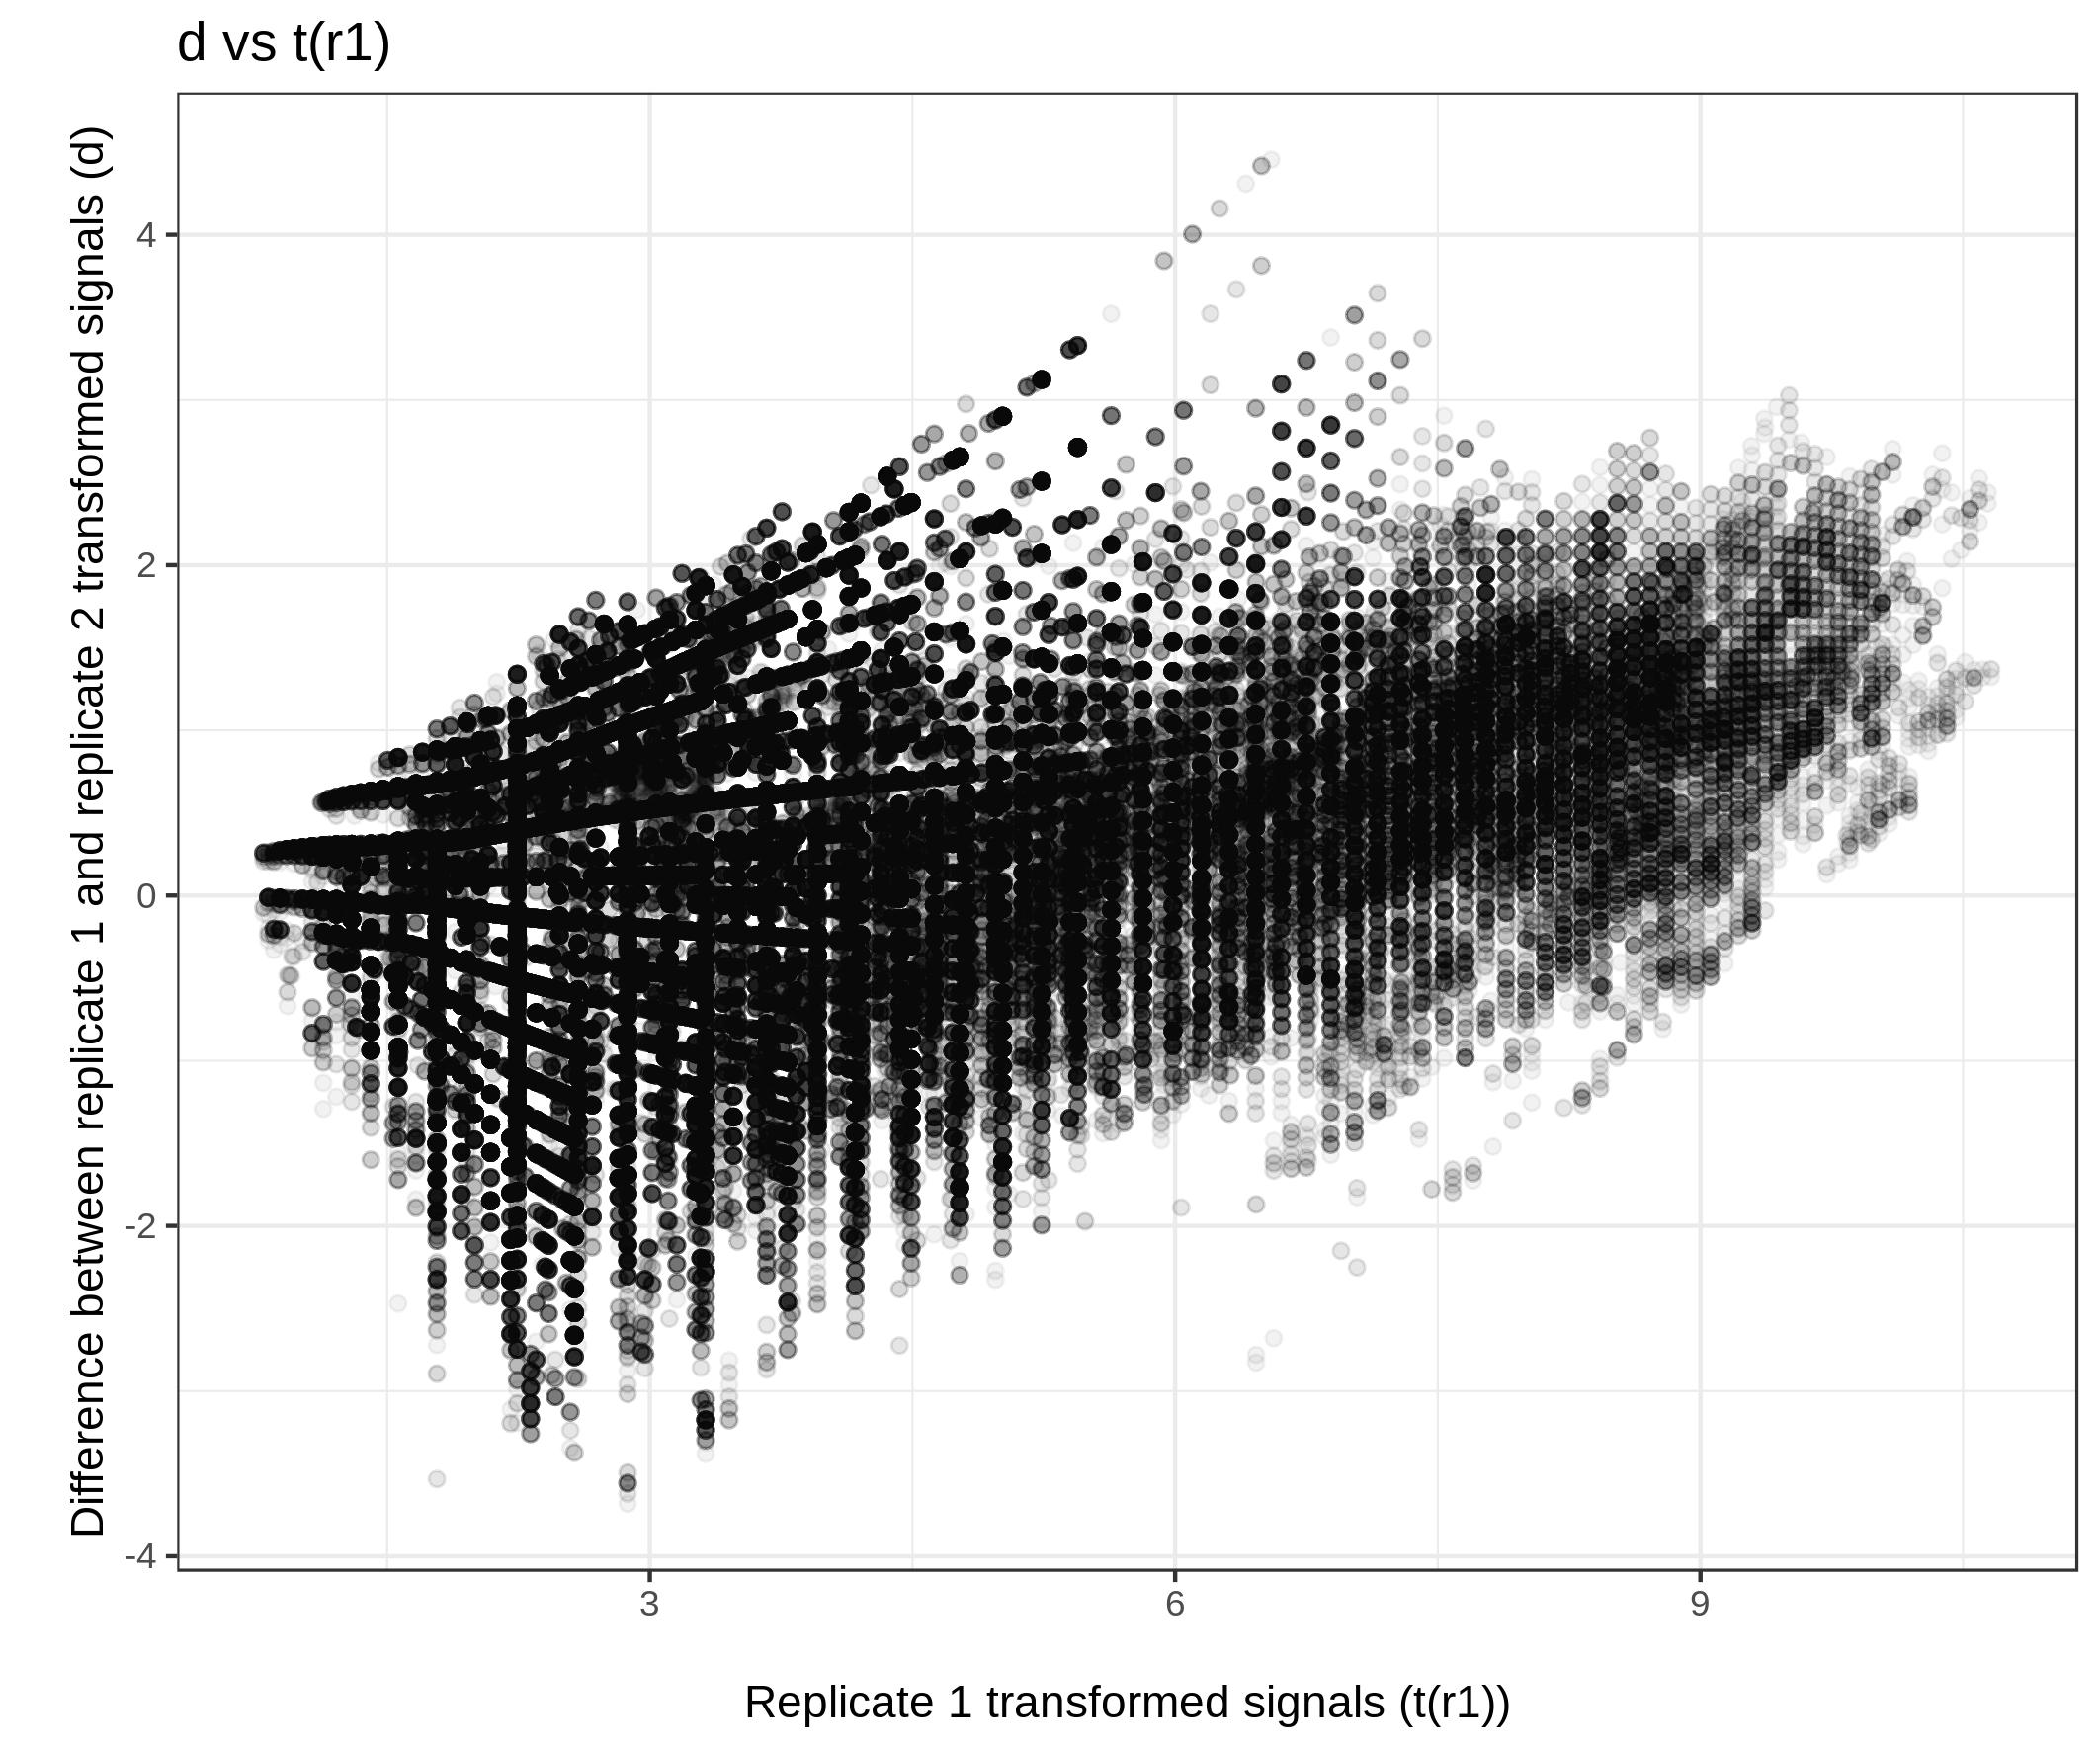 d vs t(r1)
Difference between replicate 1 and replicate 2 transformed signals (d)
4
2
0
-2
-4
3
6
9
Replicate 1 transformed signals (t(r1))